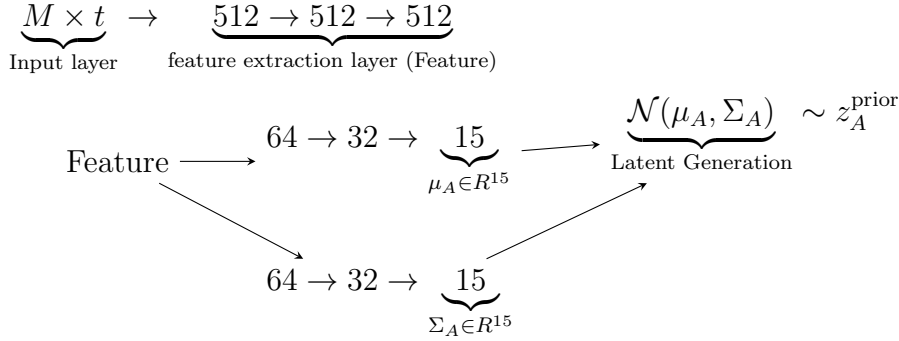 M × t → 512 → 512 → 512
Input layer feature extraction layer (Feature)
64 → 32 → 15
μ_A∈R^15
Feature
N(μ_A, Σ_A) ∼ z_A^prior
Latent Generation
64 → 32 → 15
Σ_A∈R^15